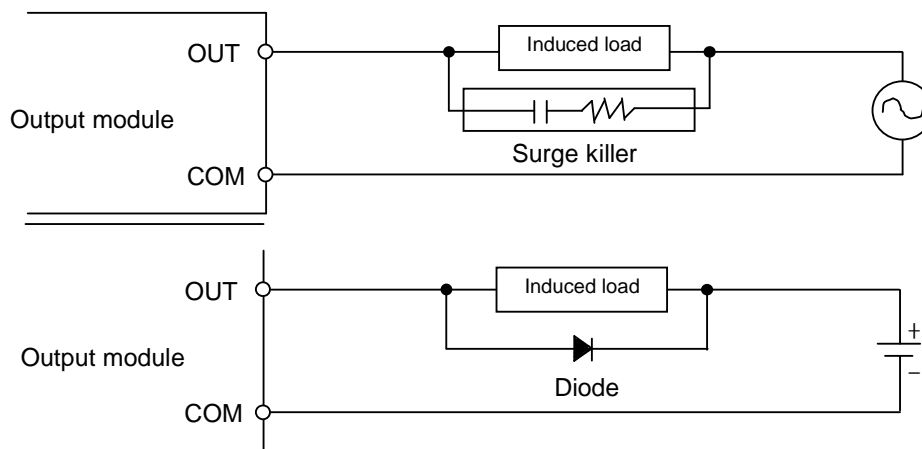 OUT
Induced load
Output module
Surge killer
COM
OUT
Induced load
+
Output module
−
Diode
COM